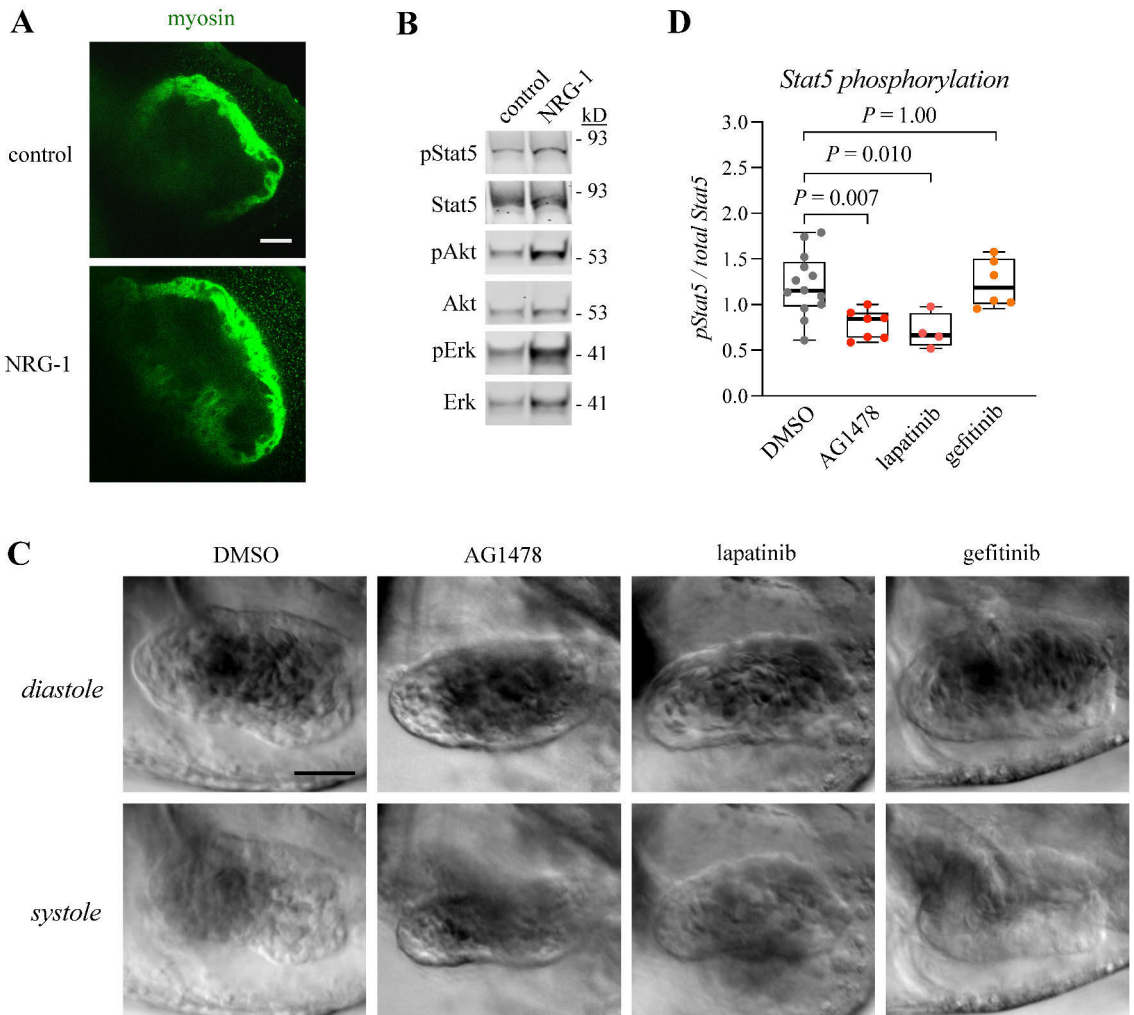 A
myosin
control
NRG-1
B
control
NRG-1
kD
pStat5
- 93
Stat5
- 93
pAkt
- 53
Akt
- 53
pErk
- 41
Erk
- 41
D
Stat5 phosphorylation
P = 1.00
P = 0.010
P = 0.007
pStat5 / total Stat5
3.0
2.5
2.0
1.5
1.0
0.5
0.0
DMSO
AG1478
lapatinib
gefitinib
C
DMSO
AG1478
lapatinib
gefitinib
diastole
systole